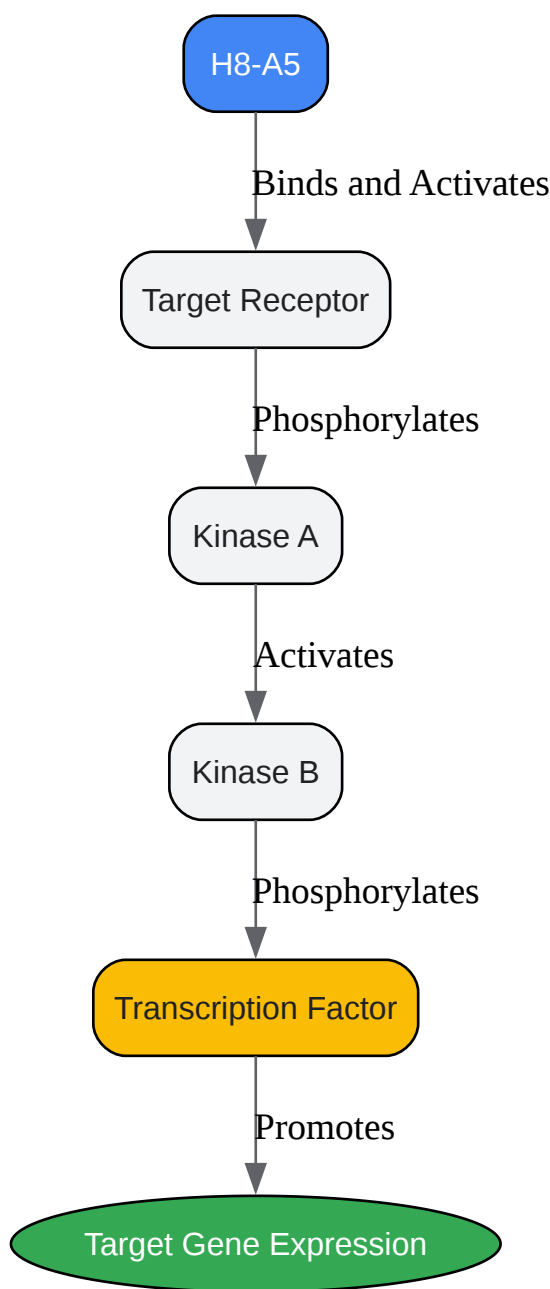 H8-A5
Binds and Activates
Target Receptor
Phosphorylates
Kinase A
Activates
Kinase B
Phosphorylates
Transcription Factor
Promotes
Target Gene Expression